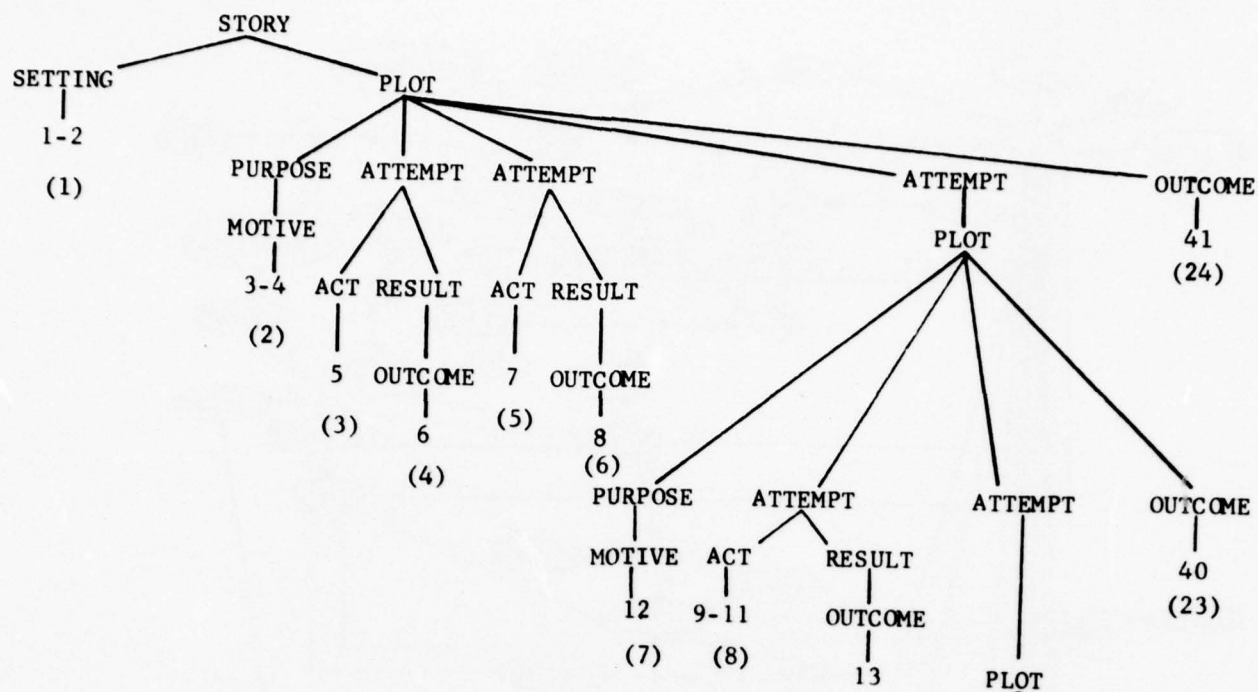 STORY
SETTING PLOT
1-2
PURPOSE ATTEMPT ATTEMPT ATTEMPT OUTCOME
(1)
MOTIVE PLOT 41
(24)
3-4 ACT RESULT ACT RESULT
(2)
5 OUTCOME 7 OUTCOME
(3) 6 (5) 8
(4) (6)
PURPOSE ATTEMPT ATTEMPT OUTCOME
MOTIVE ACT RESULT 40
12 9-11 OUTCOME (23)
(7) (8) 13 PLOT